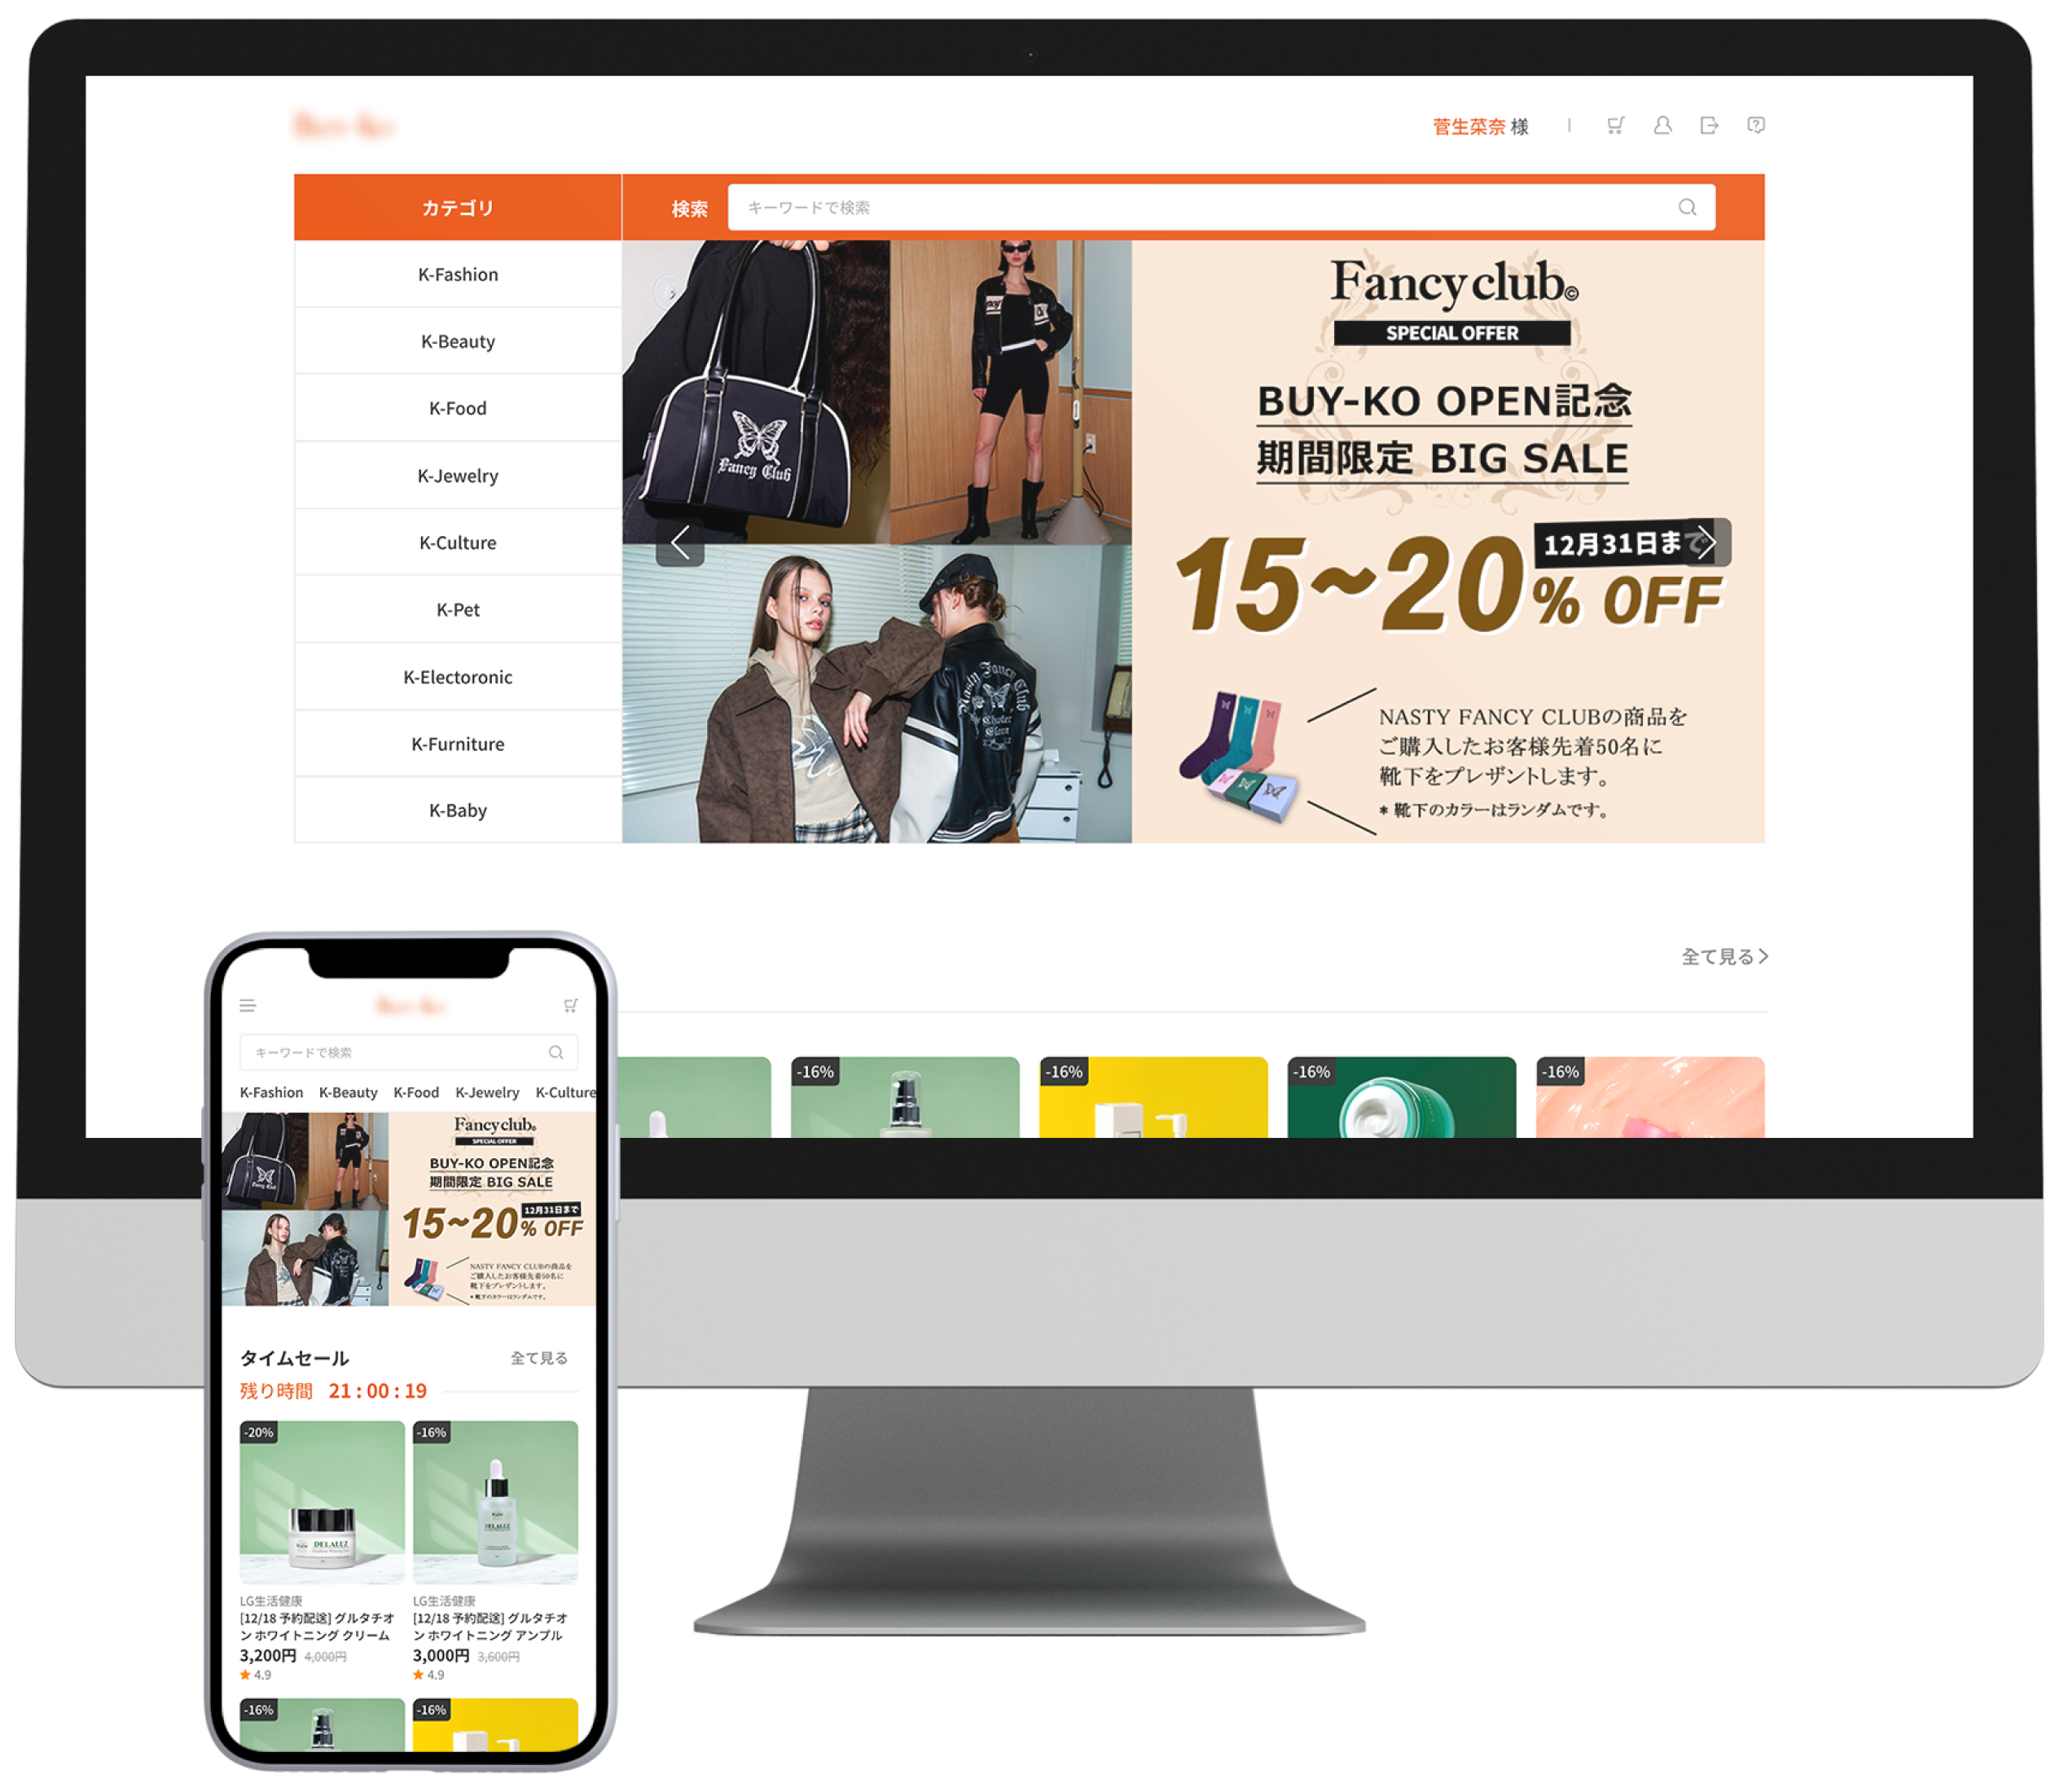 菅生菜奈 様
カテゴリ
検索
キーワードで検索
K-Fashion
K-Beauty
K-Food
K-Jewelry
K-Culture
K-Pet
K-Electoronic
K-Furniture
K-Baby
Fancy Club
Nasty Fancy Club
Fancy club©
SPECIAL OFFER
BUY-KO OPEN記念
期間限定 BIG SALE
12月31日まで
15~20% OFF
NASTY FANCY CLUBの商品を
ご購入したお客様先着50名に
靴下をプレザントします。
* 靴下のカラーはランダムです。
全て見る
-16%
-16%
-16%
-16%
キーワードで検索
K-Fashion K-Beauty K-Food K-Jewelry K-Culture
Fancy Club
Fancy club©
SPECIAL OFFER
BUY-KO OPEN記念
期間限定 BIG SALE
12月31日まで
15~20% OFF
NASTY FANCY CLUBの商品を
ご購入したお客様先着50名に
靴下をプレザントします。
* 靴下のカラーはランダムです。
タイムセール 全て見る
残り時間 21 : 00 : 19
-20%
DELALUZ
LG生活健康
[12/18 予約配送] グルタチオ
ン ホワイトニング クリーム
3,200円 4,000円
4.9
-16%
DELALUZ
LG生活健康
[12/18 予約配送] グルタチオ
ン ホワイトニング アンプル
3,000円 3,600円
4.9
-16%
-16%